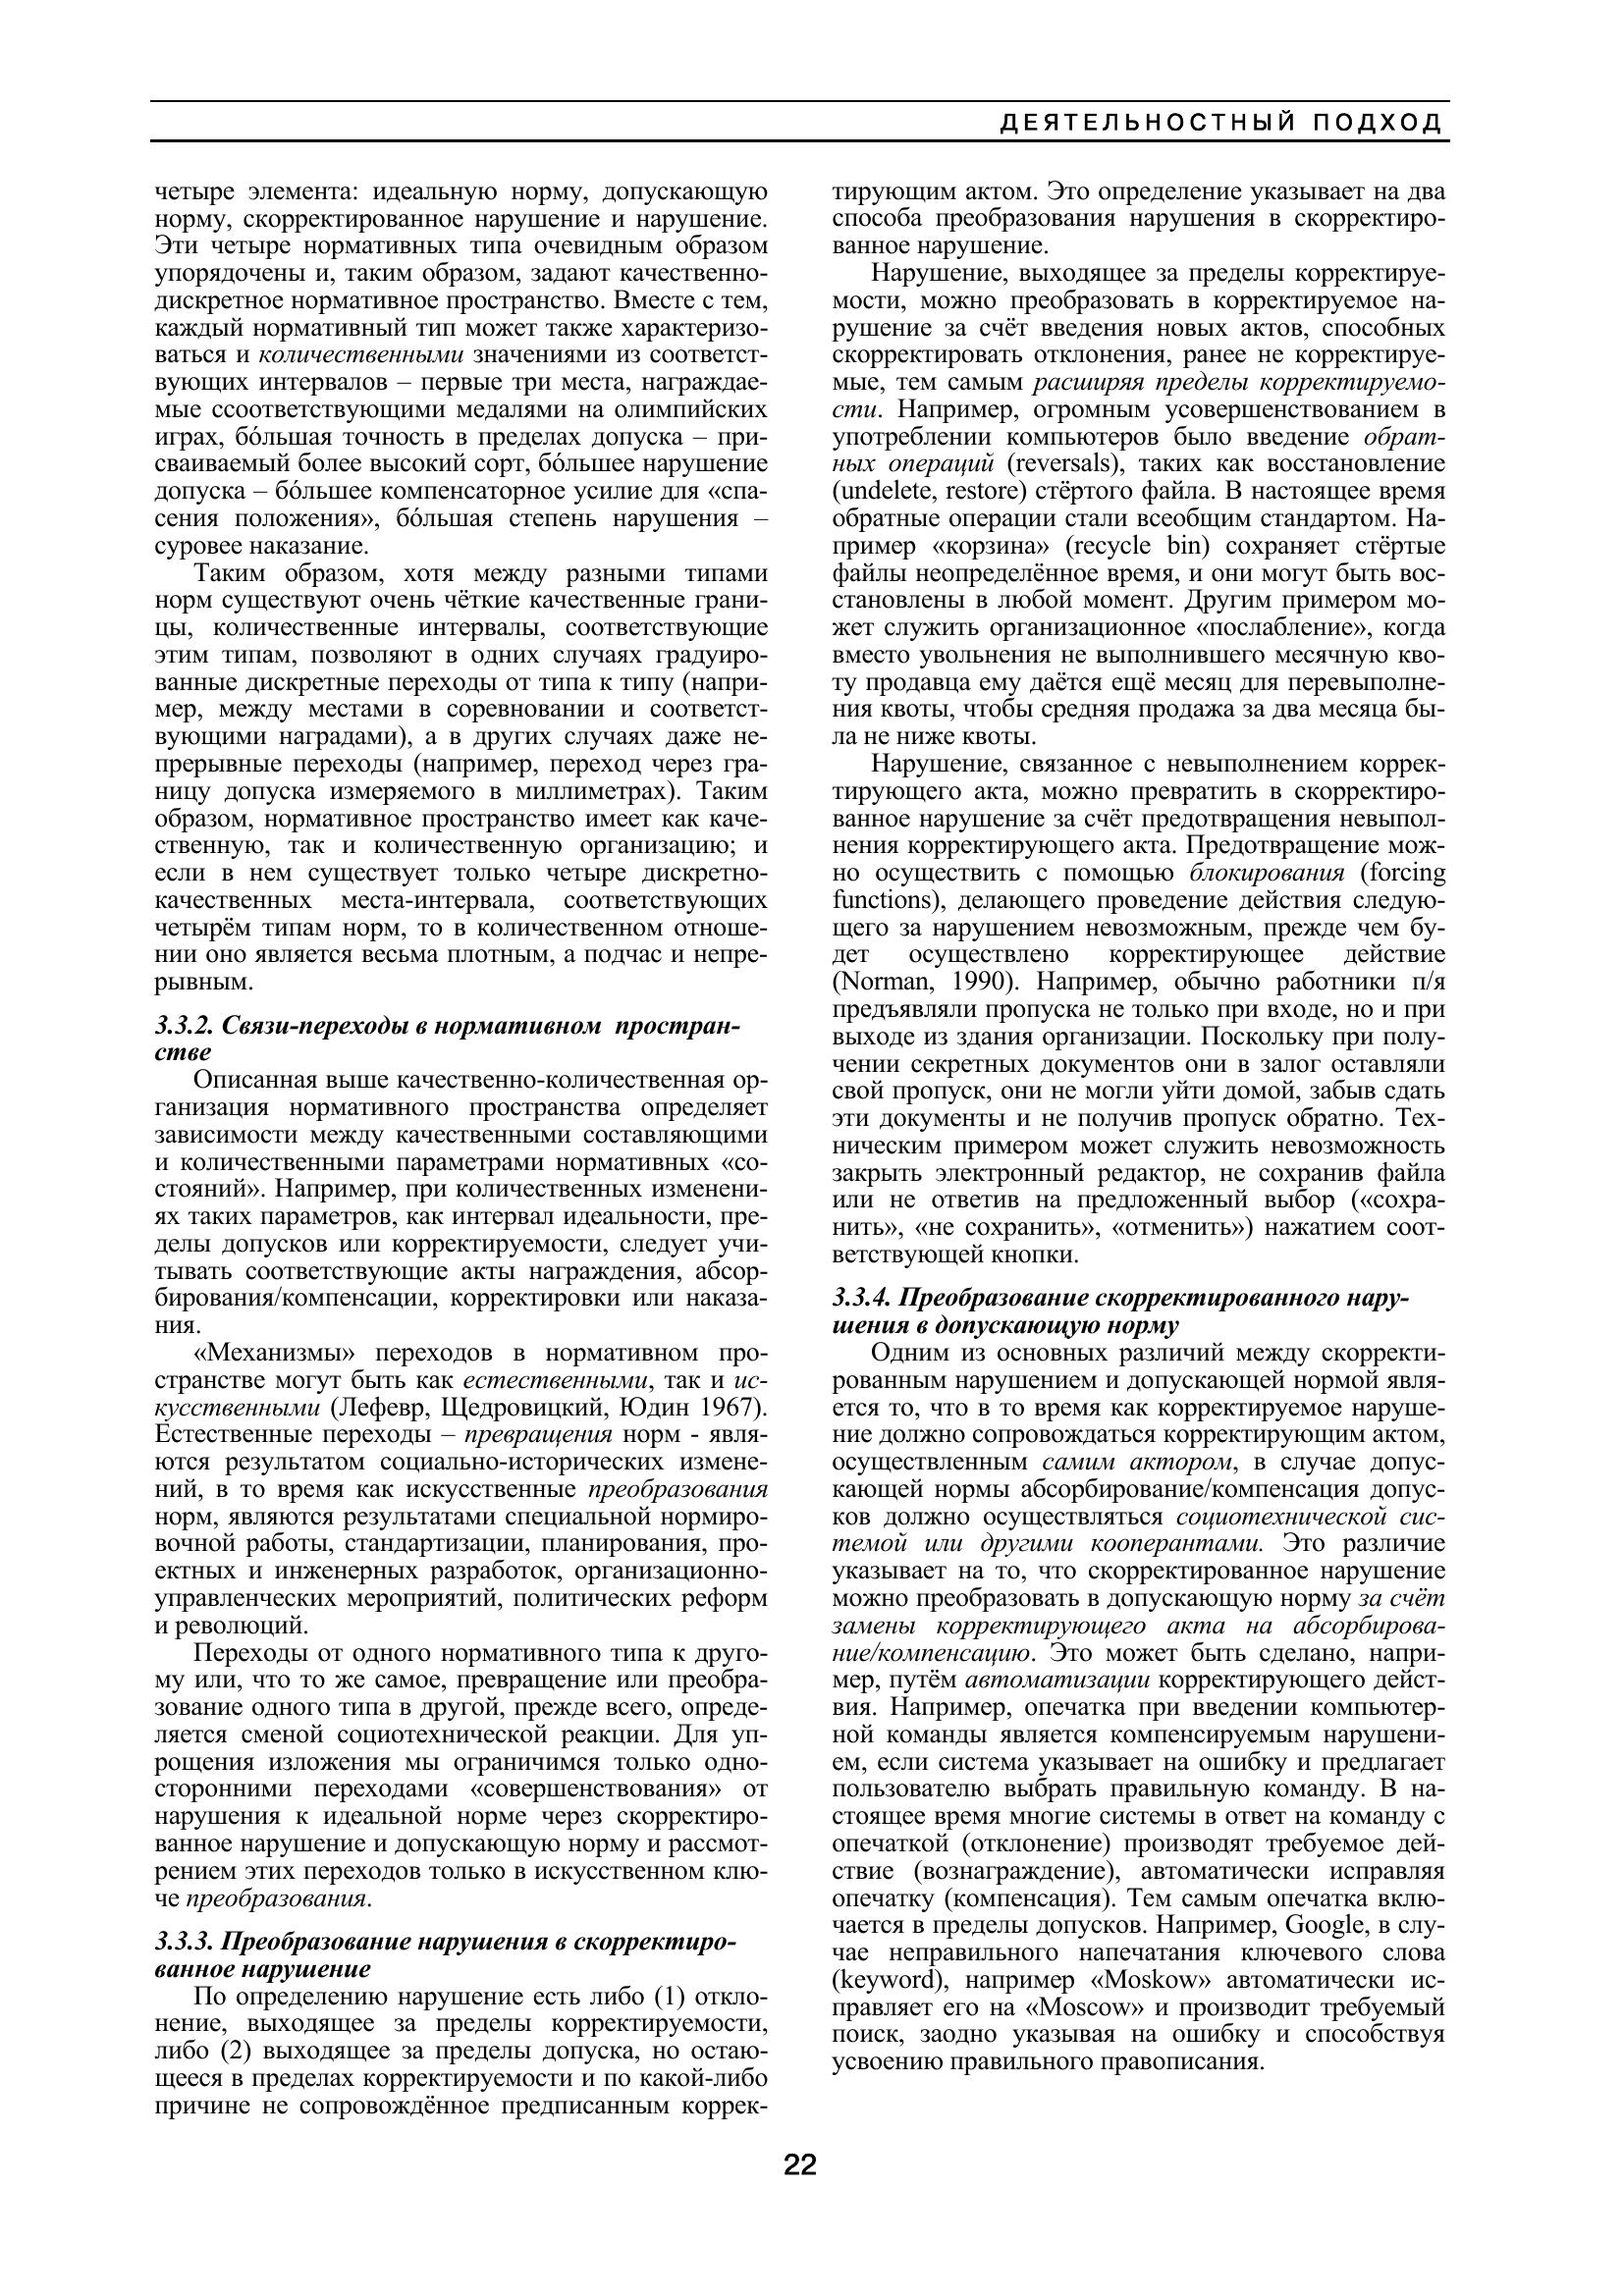 ДЕЯТЕЛЬНОСТНЫЙ ПОДХОД
четыре элемента: идеальную норму, допускающую
норму, скорректированное нарушение и нарушение.
Эти четыре нормативных типа очевидным образом
упорядочены и, таким образом, задают качественно-
дискретное нормативное пространство. Вместе с тем,
каждый нормативный тип может также характеризо-
ваться и количественными значениями из соответст-
вующих интервалов – первые три места, награждае-
мые ссоответствующими медалями на олимпийских
играх, бóльшая точность в пределах допуска – при-
сваиваемый более высокий сорт, бóльшее нарушение
допуска – бóльшее компенсаторное усилие для «спа-
сения положения», бóльшая степень нарушения –
суровее наказание.
Таким образом, хотя между разными типами
норм существуют очень чёткие качественные грани-
цы, количественные интервалы, соответствующие
этим типам, позволяют в одних случаях градуиро-
ванные дискретные переходы от типа к типу (напри-
мер, между местами в соревновании и соответст-
вующими наградами), а в других случаях даже не-
прерывные переходы (например, переход через гра-
ницу допуска измеряемого в миллиметрах). Таким
образом, нормативное пространство имеет как каче-
ственную, так и количественную организацию; и
если в нем существует только четыре дискретно-
качественных места-интервала, соответствующих
четырём типам норм, то в количественном отноше-
нии оно является весьма плотным, а подчас и непре-
рывным.
3.3.2. Связи-переходы в нормативном простран-
стве
Описанная выше качественно-количественная ор-
ганизация нормативного пространства определяет
зависимости между качественными составляющими
и количественными параметрами нормативных «со-
стояний». Например, при количественных изменени-
ях таких параметров, как интервал идеальности, пре-
делы допусков или корректируемости, следует учи-
тывать соответствующие акты награждения, абсор-
бирования/компенсации, корректировки или наказа-
ния.
«Механизмы» переходов в нормативном про-
странстве могут быть как естественными, так и ис-
кусственными (Лефевр, Щедровицкий, Юдин 1967).
Естественные переходы – превращения норм - явля-
ются результатом социально-исторических измене-
ний, в то время как искусственные преобразования
норм, являются результатами специальной нормиро-
вочной работы, стандартизации, планирования, про-
ектных и инженерных разработок, организационно-
управленческих мероприятий, политических реформ
и революций.
Переходы от одного нормативного типа к друго-
му или, что то же самое, превращение или преобра-
зование одного типа в другой, прежде всего, опреде-
ляется сменой социотехнической реакции. Для уп-
рощения изложения мы ограничимся только одно-
сторонними переходами «совершенствования» от
нарушения к идеальной норме через скорректиро-
ванное нарушение и допускающую норму и рассмот-
рением этих переходов только в искусственном клю-
че преобразования.
3.3.3. Преобразование нарушения в скорректиро-
ванное нарушение
По определению нарушение есть либо (1) откло-
нение, выходящее за пределы корректируемости,
либо (2) выходящее за пределы допуска, но остаю-
щееся в пределах корректируемости и по какой-либо
причине не сопровождённое предписанным коррек-
тирующим актом. Это определение указывает на два
способа преобразования нарушения в скорректиро-
ванное нарушение.
Нарушение, выходящее за пределы корректируе-
мости, можно преобразовать в корректируемое на-
рушение за счёт введения новых актов, способных
скорректировать отклонения, ранее не корректируе-
мые, тем самым расширяя пределы корректируемо-
сти. Например, огромным усовершенствованием в
употреблении компьютеров было введение обрат-
ных операций (reversals), таких как восстановление
(undelete, restore) стёртого файла. В настоящее время
обратные операции стали всеобщим стандартом. На-
пример «корзина» (recycle bin) сохраняет стёртые
файлы неопределённое время, и они могут быть вос-
становлены в любой момент. Другим примером мо-
жет служить организационное «послабление», когда
вместо увольнения не выполнившего месячную кво-
ту продавца ему даётся ещё месяц для перевыполне-
ния квоты, чтобы средняя продажа за два месяца бы-
ла не ниже квоты.
Нарушение, связанное с невыполнением коррек-
тирующего акта, можно превратить в скорректиро-
ванное нарушение за счёт предотвращения невыпол-
нения корректирующего акта. Предотвращение мож-
но осуществить с помощью блокирования (forcing
functions), делающего проведение действия следую-
щего за нарушением невозможным, прежде чем бу-
дет осуществлено корректирующее действие
(Norman, 1990). Например, обычно работники п/я
предъявляли пропуска не только при входе, но и при
выходе из здания организации. Поскольку при полу-
чении секретных документов они в залог оставляли
свой пропуск, они не могли уйти домой, забыв сдать
эти документы и не получив пропуск обратно. Тех-
ническим примером может служить невозможность
закрыть электронный редактор, не сохранив файла
или не ответив на предложенный выбор («сохра-
нить», «не сохранить», «отменить») нажатием соот-
ветствующей кнопки.
3.3.4. Преобразование скорректированного нару-
шения в допускающую норму
Одним из основных различий между скорректи-
рованным нарушением и допускающей нормой явля-
ется то, что в то время как корректируемое наруше-
ние должно сопровождаться корректирующим актом,
осуществленным самим актором, в случае допус-
кающей нормы абсорбирование/компенсация допус-
ков должно осуществляться социотехнической сис-
темой или другими кооперантами. Это различие
указывает на то, что скорректированное нарушение
можно преобразовать в допускающую норму за счёт
замены корректирующего акта на абсорбирова-
ние/компенсацию. Это может быть сделано, напри-
мер, путём автоматизации корректирующего дейст-
вия. Например, опечатка при введении компьютер-
ной команды является компенсируемым нарушени-
ем, если система указывает на ошибку и предлагает
пользователю выбрать правильную команду. В на-
стоящее время многие системы в ответ на команду с
опечаткой (отклонение) производят требуемое дей-
ствие (вознаграждение), автоматически исправляя
опечатку (компенсация). Тем самым опечатка вклю-
чается в пределы допусков. Например, Google, в слу-
чае неправильного напечатания ключевого слова
(keyword), например «Moskow» автоматически ис-
правляет его на «Moscow» и производит требуемый
поиск, заодно указывая на ошибку и способствуя
усвоению правильного правописания.
22